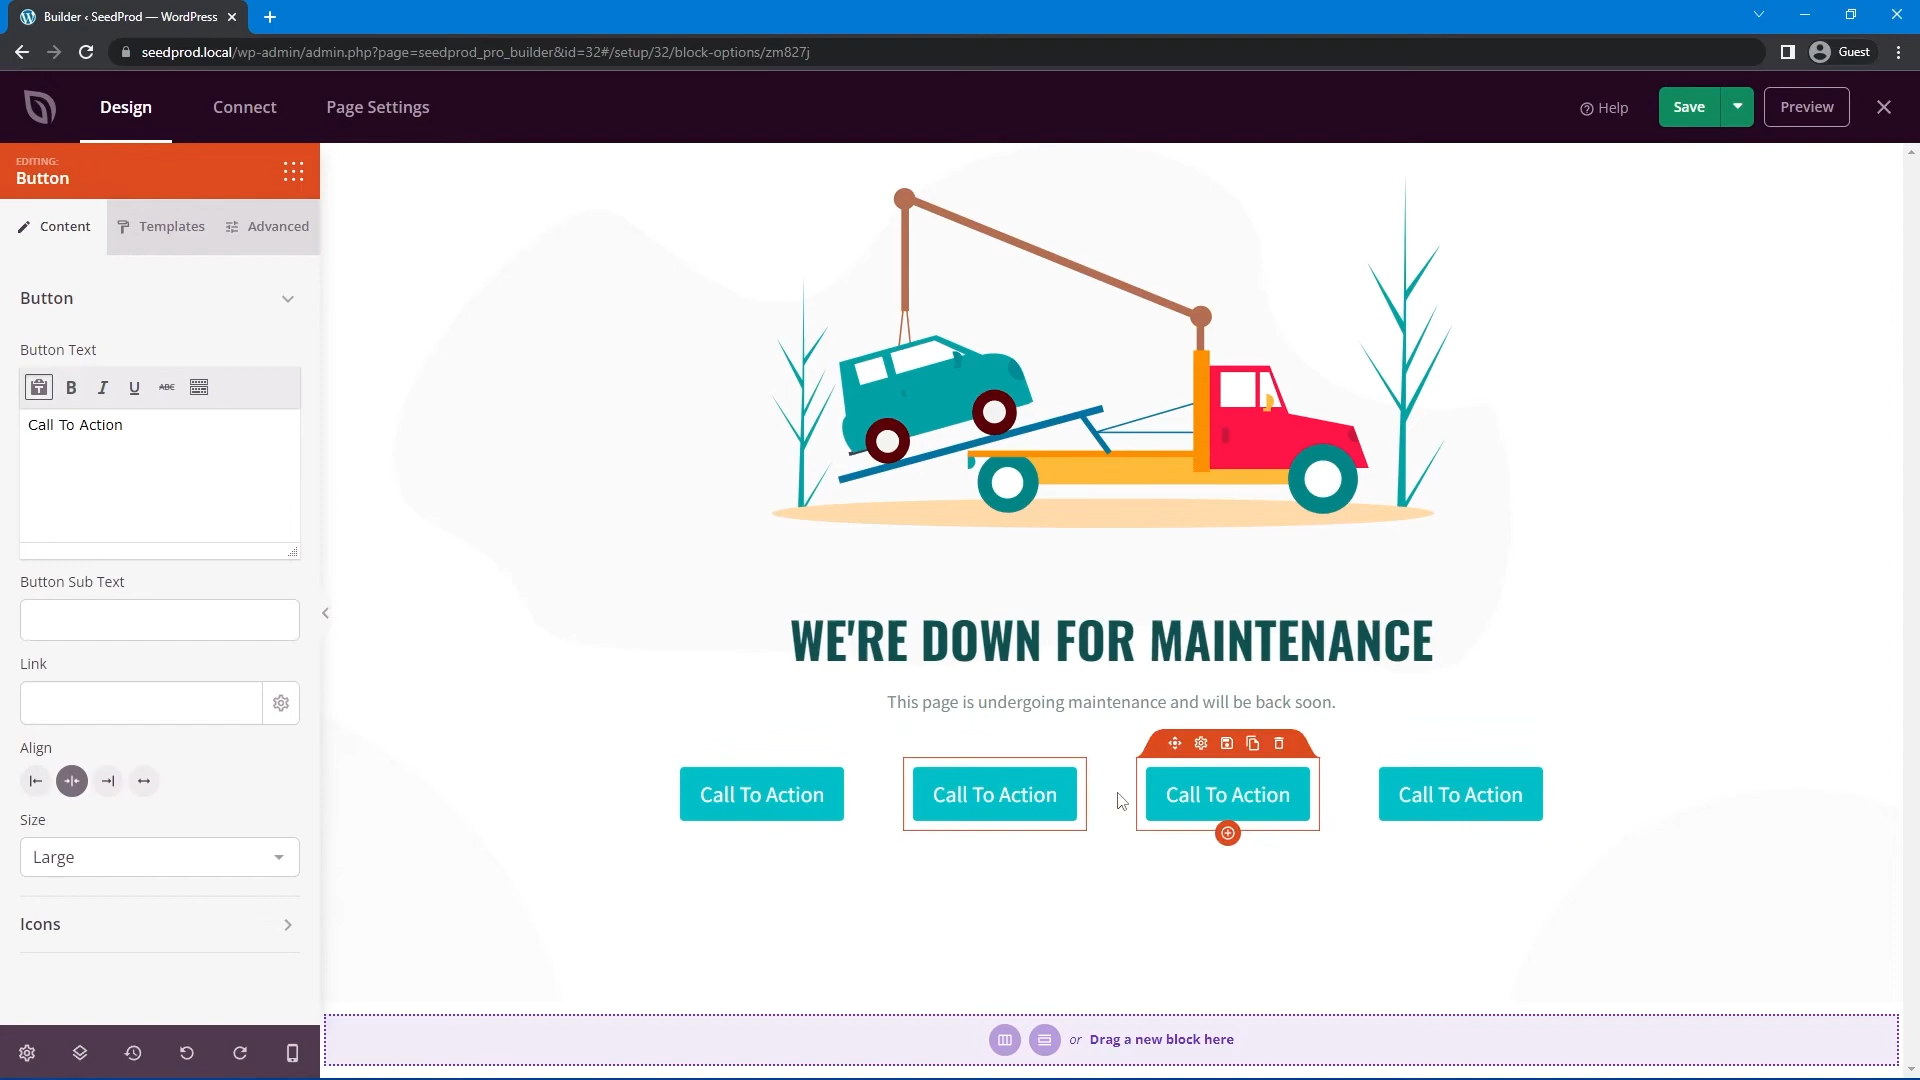 Builder ‹ SeedProd — WordPress
seedprod.local/wp-admin/admin.php?page=seedprod_pro_builder&id=32#/setup/32/block-options/zm827j
Guest
Design
Connect
Page Settings
Help
Save
Preview
EDITING:
Button
Content
Templates
Advanced
Button
Button Text
B I U ABC
Call To Action
Button Sub Text
Link
Align
Size
Large
Icons
WE'RE DOWN FOR MAINTENANCE
This page is undergoing maintenance and will be back soon.
Call To Action
Call To Action
Call To Action
Call To Action
or Drag a new block here